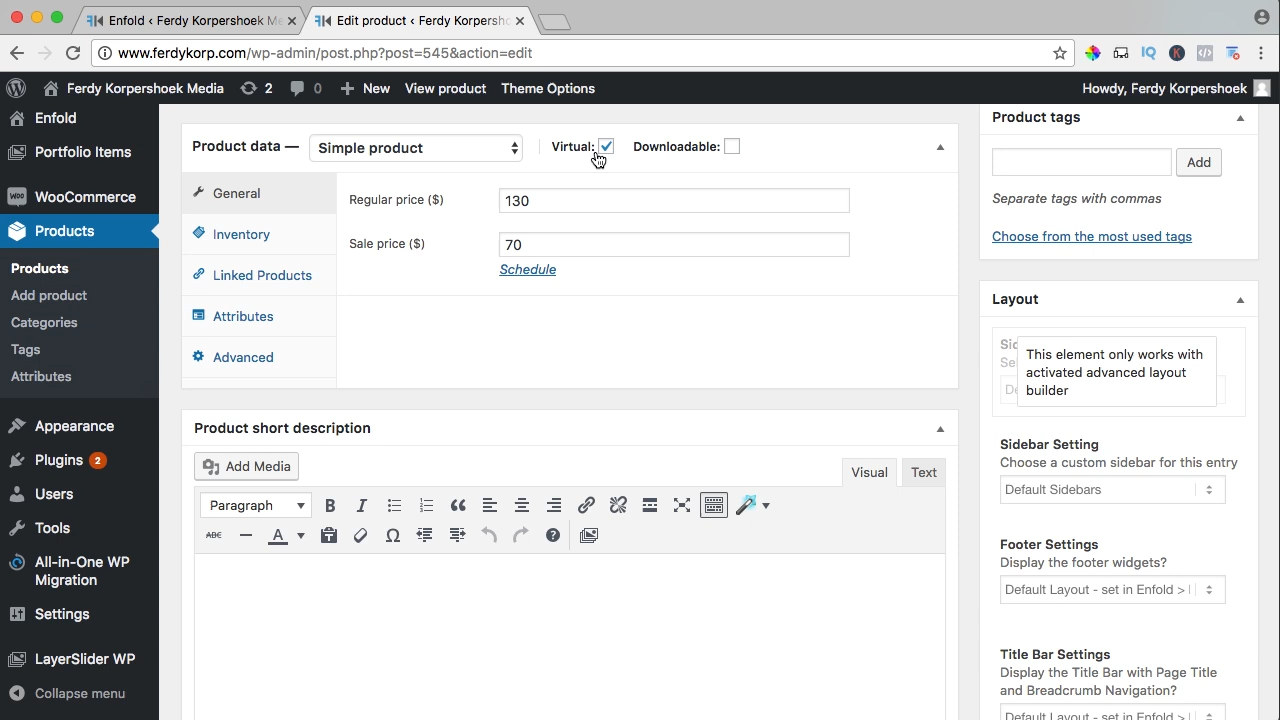 Enfold ‹ Ferdy Korpershoek Me
Edit product ‹ Ferdy Korpersho
www.ferdykorp.com/wp-admin/post.php?post=545&action=edit
Ferdy Korpershoek Media 2 0 New View product Theme Options Howdy, Ferdy Korpershoek
Enfold
Portfolio Items
WooCommerce
Products
Products
Add product
Categories
Tags
Attributes
Appearance
Plugins 2
Users
Tools
All-in-One WP
Migration
Settings
LayerSlider WP
Collapse menu
Product data — Simple product Virtual: Downloadable:
General
Inventory
Linked Products
Attributes
Advanced
Regular price ($) 130
Sale price ($) 70
Schedule
Product short description
Add Media
Visual Text
Paragraph
B I
ABC
A
Product tags
Add
Separate tags with commas
Choose from the most used tags
Layout
This element only works with
activated advanced layout
builder
Sidebar Setting
Choose a custom sidebar for this entry
Default Sidebars
Footer Settings
Display the footer widgets?
Default Layout - set in Enfold >
Title Bar Settings
Display the Title Bar with Page Title
and Breadcrumb Navigation?
Default Layout - set in Enfold >